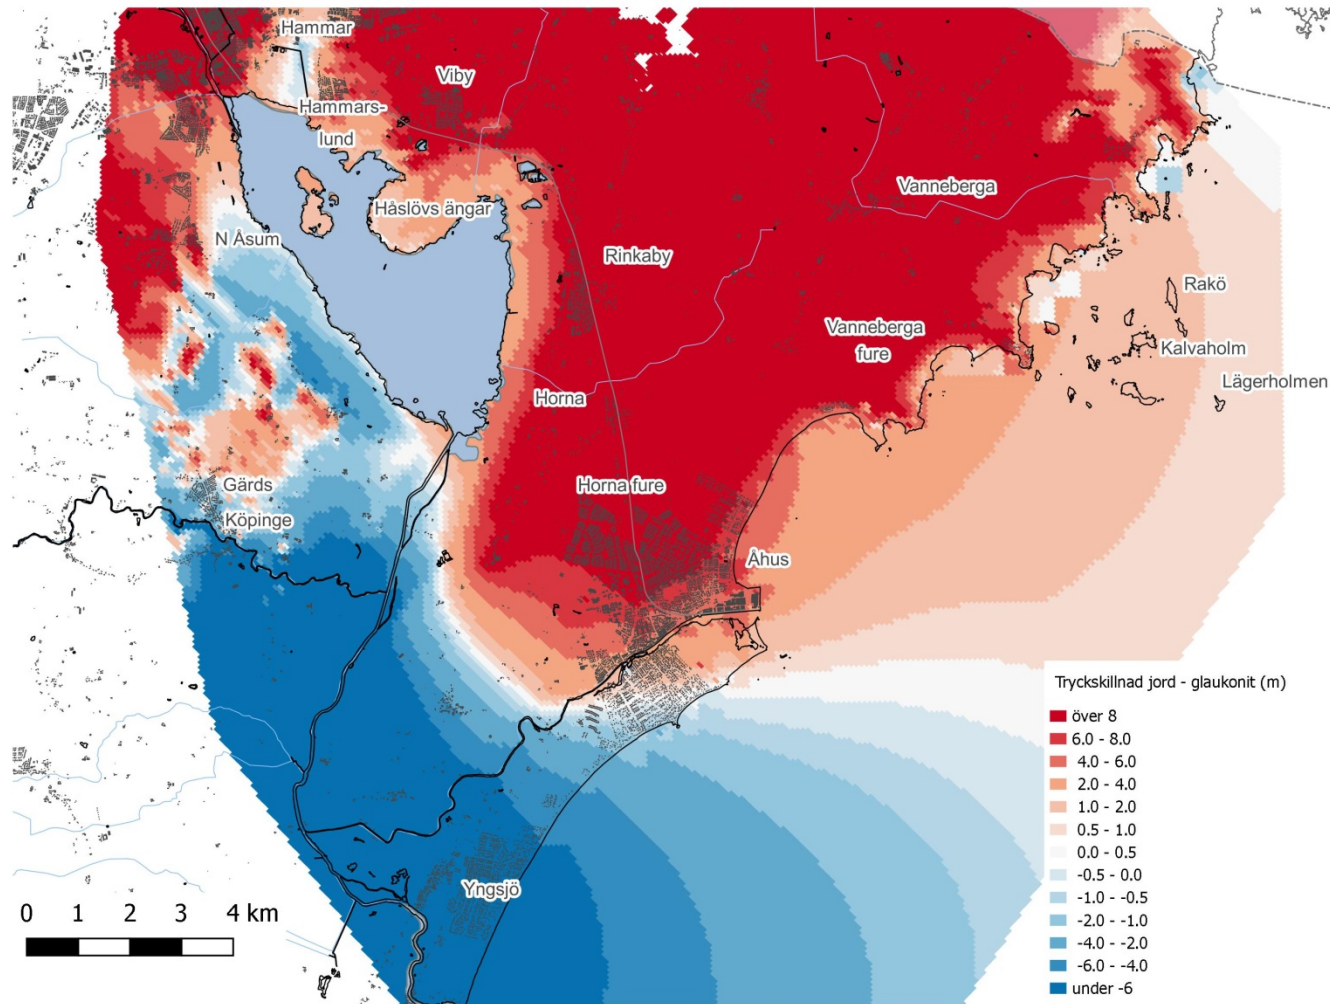 Hammar
Viby
Hammars-
lund
Vanneberga
Håslövs ängar
N Åsum
Rinkaby
Rakö
Vanneberga
fure
Kalvaholm
Lägerholmen
Horna
Gärds
Köpinge
Horna fure
Åhus
Yngsjö
Tryckskillnad jord - glaukonit (m)
över 8
6.0 - 8.0
4.0 - 6.0
2.0 - 4.0
1.0 - 2.0
0.5 - 1.0
0.0 - 0.5
-0.5 - 0.0
-1.0 - -0.5
-2.0 - -1.0
-4.0 - -2.0
-6.0 - -4.0
under -6
0 1 2 3 4 km